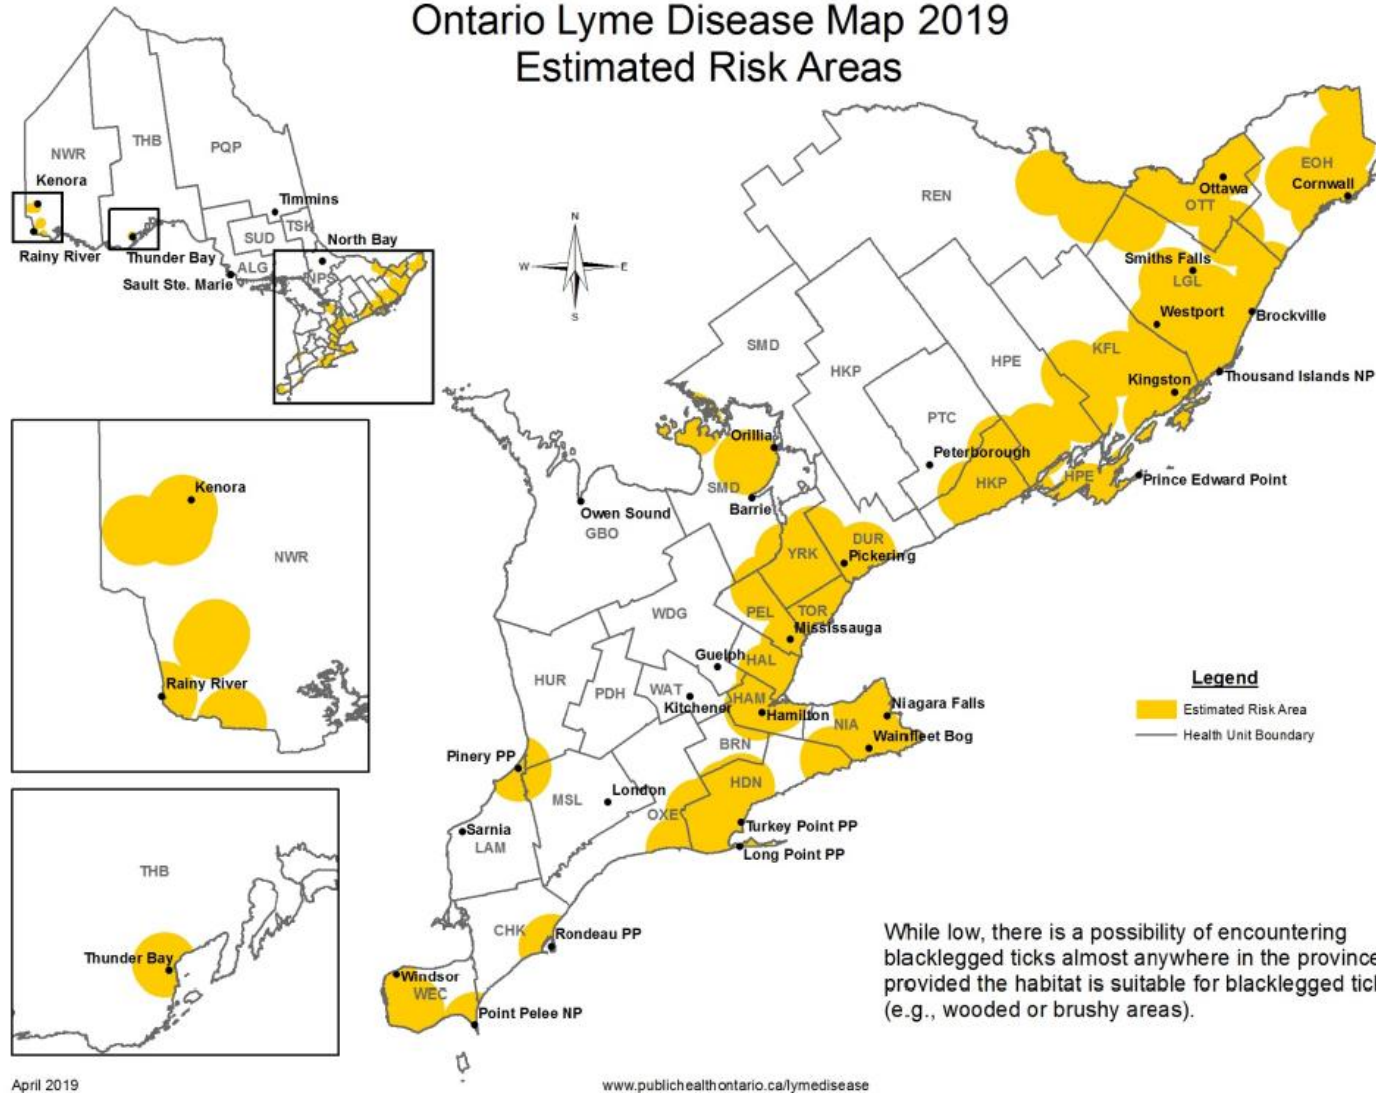 Ontario Lyme Disease Map 2019
Estimated Risk Areas
NWR
THB
PQP
Kenora
Timmins
TSK
SUD
North Bay
Rainy River
Thunder Bay
ALG
NPS
Sault Ste. Marie
N
W
E
S
REN
EOH
Ottawa
Cornwall
OTT
Smiths Falls
LGL
Westport
Brockville
SMD
HKP
HPE
KFL
Kingston
Thousand Islands NP
PTC
Orillia
Peterborough
HKP
HPE
Prince Edward Point
SMD
Barrie
Owen Sound
GBO
YRK
DUR
Pickering
WDG
PEL
TOR
Mississauga
Guelph
HAL
HUR
PDH
WAT
Kitchener
HAM
Hamilton
NIA
Niagara Falls
Wainfleet Bog
BRN
Pinery PP
HDN
MSL
London
OXE
Turkey Point PP
Long Point PP
Sarnia
LAM
CHK
Rondeau PP
Windsor
WEC
Point Pelee NP
Kenora
NWR
Rainy River
THB
Thunder Bay
Legend
Estimated Risk Area
Health Unit Boundary
While low, there is a possibility of encountering
blacklegged ticks almost anywhere in the province
provided the habitat is suitable for blacklegged tick
(e.g., wooded or brushy areas).
April 2019
www.publichealthontario.ca/lymedisease